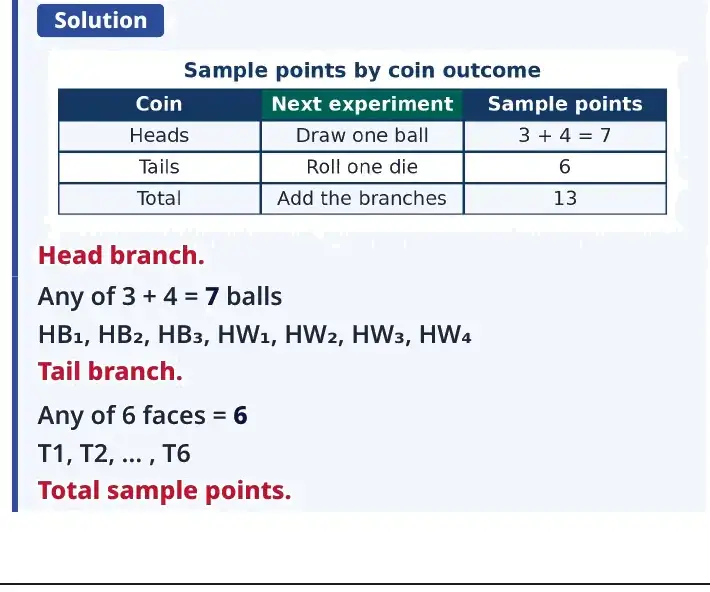 Solution
Sample points by coin outcome
Coin Next experiment Sample points
Heads Draw one ball 3 + 4 = 7
Tails Roll one die 6
Total Add the branches 13
Head branch.
Any of 3 + 4 = 7 balls
HB₁, HB₂, HB₃, HW₁, HW₂, HW₃, HW₄
Tail branch.
Any of 6 faces = 6
T1, T2, ... , T6
Total sample points.